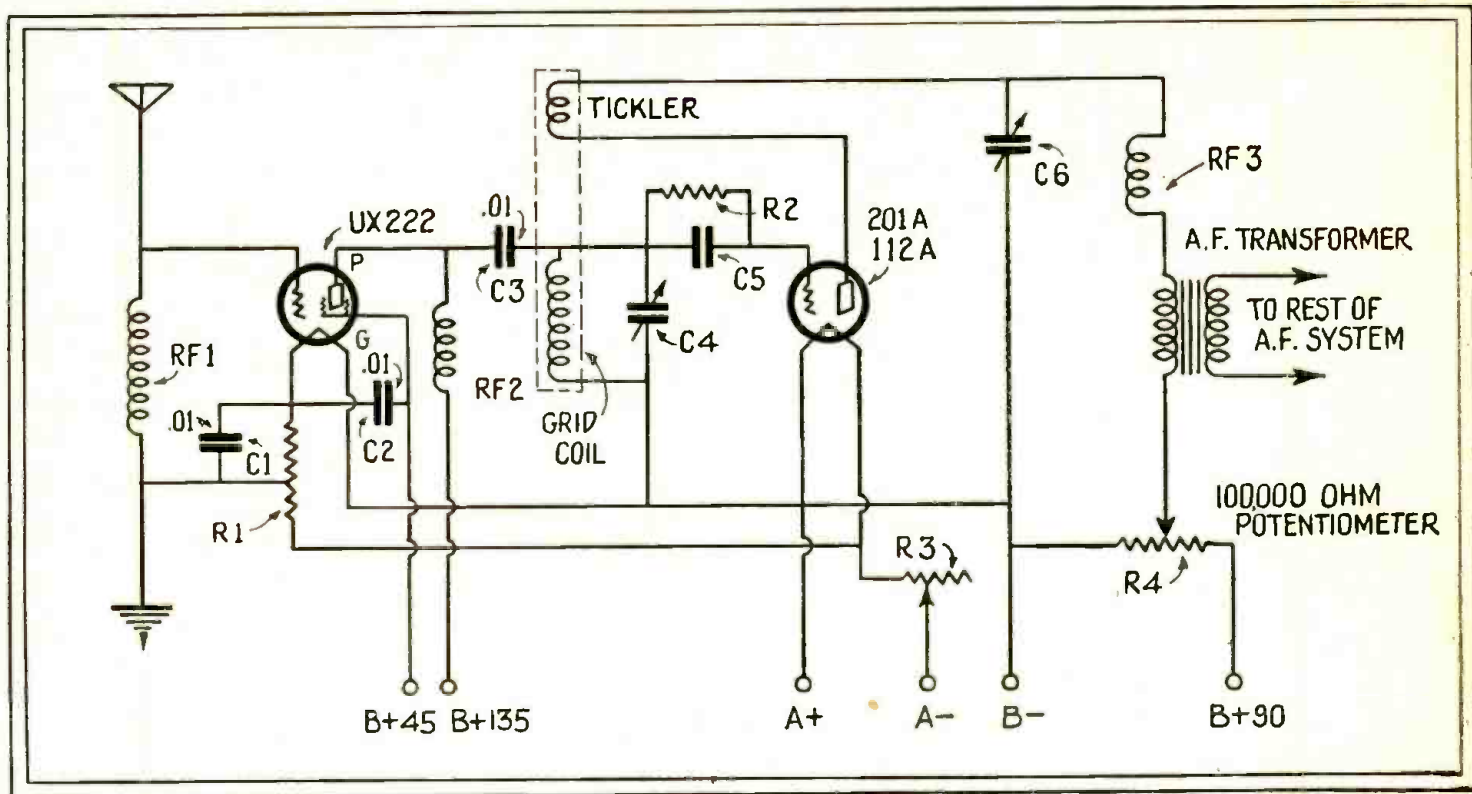 TICKLER
C6
RF3
UX222
P
.01
C3
R2
C5
201A
112A
A.F. TRANSFORMER
TO REST OF
A.F. SYSTEM
G
C4
RF1
.01
C2
RF2
GRID
COIL
.01
C1
R1
R3
100,000 OHM
POTENTIOMETER
R4
B+45 B+135
A+
A−
B−
B+90